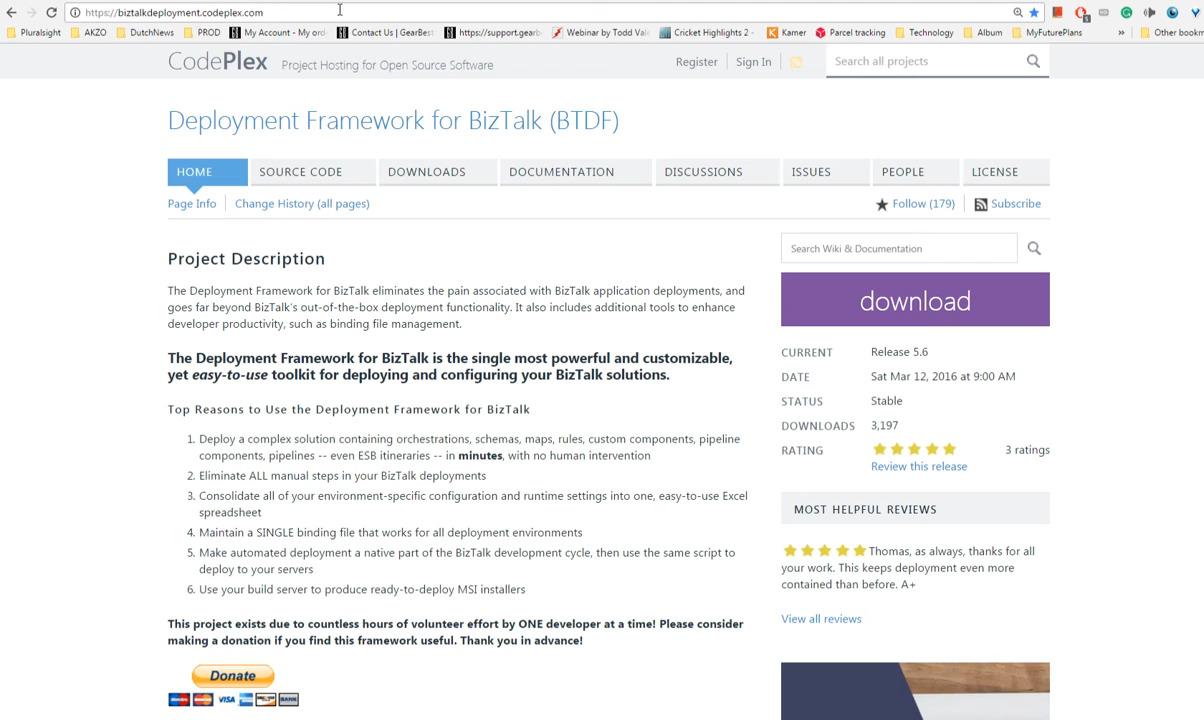 https://biztalkdeployment.codeplex.com
Pluralsight AKZO DutchNews PROD My Account - My ord Contact Us | GearBest https://support.gearb Webinar by Todd Vale Cricket Highlights 2 - Kamer Parcel tracking Technology Album MyFuturePlans » Other bookm
CodePlex Project Hosting for Open Source Software
Register Sign In Search all projects
Deployment Framework for BizTalk (BTDF)
HOME SOURCE CODE DOWNLOADS DOCUMENTATION DISCUSSIONS ISSUES PEOPLE LICENSE
Page Info Change History (all pages) Follow (179) Subscribe
Project Description
The Deployment Framework for BizTalk eliminates the pain associated with BizTalk application deployments, and
goes far beyond BizTalk's out-of-the-box deployment functionality. It also includes additional tools to enhance
developer productivity, such as binding file management.
The Deployment Framework for BizTalk is the single most powerful and customizable,
yet easy-to-use toolkit for deploying and configuring your BizTalk solutions.
Top Reasons to Use the Deployment Framework for BizTalk
1. Deploy a complex solution containing orchestrations, schemas, maps, rules, custom components, pipeline
components, pipelines -- even ESB itineraries -- in minutes, with no human intervention
2. Eliminate ALL manual steps in your BizTalk deployments
3. Consolidate all of your environment-specific configuration and runtime settings into one, easy-to-use Excel
spreadsheet
4. Maintain a SINGLE binding file that works for all deployment environments
5. Make automated deployment a native part of the BizTalk development cycle, then use the same script to
deploy to your servers
6. Use your build server to produce ready-to-deploy MSI installers
This project exists due to countless hours of volunteer effort by ONE developer at a time! Please consider
making a donation if you find this framework useful. Thank you in advance!
Donate
VISA BANK
Search Wiki & Documentation
download
CURRENT Release 5.6
DATE Sat Mar 12, 2016 at 9:00 AM
STATUS Stable
DOWNLOADS 3,197
RATING 3 ratings
Review this release
MOST HELPFUL REVIEWS
Thomas, as always, thanks for all
your work. This keeps deployment even more
contained than before. A+
View all reviews